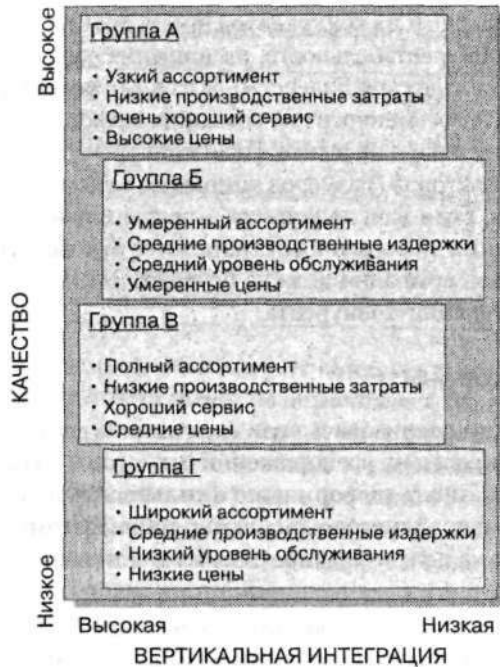 Высокое
Группа А
• Узкий ассортимент
• Низкие производственные затраты
• Очень хороший сервис
• Высокие цены
Группа Б
• Умеренный ассортимент
• Средние производственные издержки
• Средний уровень обслуживания
• Умеренные цены
КАЧЕСТВО
Группа В
• Полный ассортимент
• Низкие производственные затраты
• Хороший сервис
• Средние цены
Группа Г
• Широкий ассортимент
• Средние производственные издержки
• Низкий уровень обслуживания
• Низкие цены
Низкое
Высокая Низкая
ВЕРТИКАЛЬНАЯ ИНТЕГРАЦИЯ